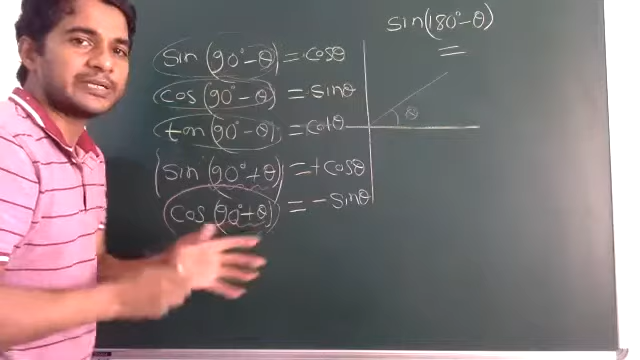 sin(180°-θ)
=
sin(90°-θ) = cosθ
cos(90°-θ) = sinθ
tan(90°-θ) = cotθ
sin(90°+θ) = +cosθ
cos(90°+θ) = -sinθ
θ